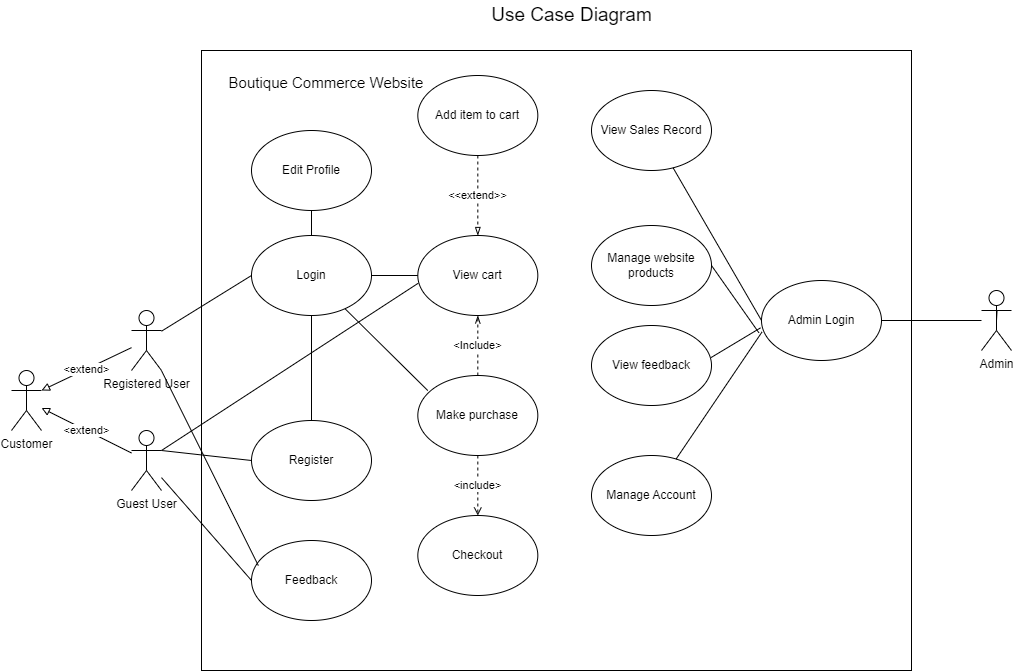 Use Case Diagram
Boutique Commerce Website
Add item to cart
View Sales Record
Edit Profile
<<extend>>
Login
View cart
Manage website
products
Admin Login
<Include>
View feedback
Admin
<extend>
Registered User
Customer
<extend>
Make purchase
Register
Guest User
<include>
Manage Account
Checkout
Feedback